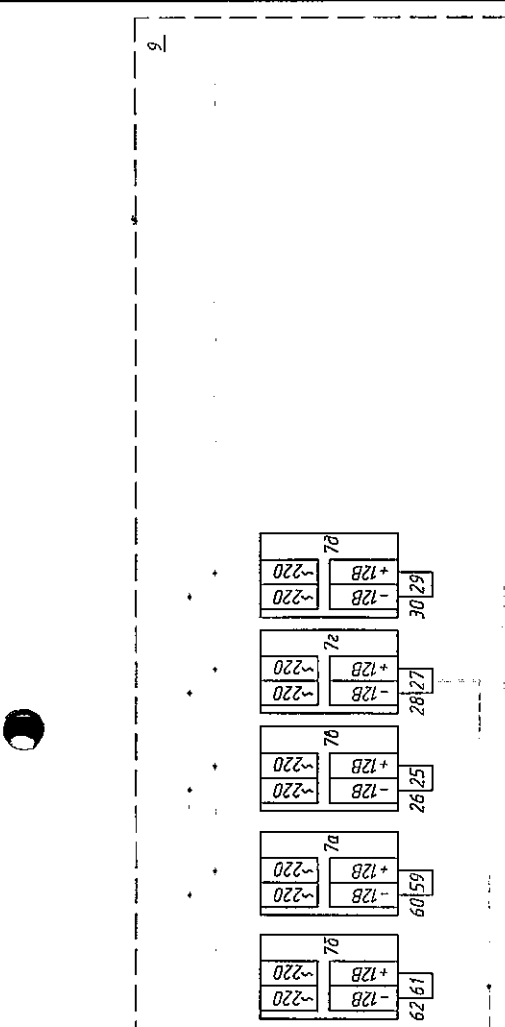 9
7д
~220 +12В 29
~220 -12В 30
7г
~220 +12В 27
~220 -12В 28
7в
~220 +12В 25
~220 -12В 26
7а
~220 +12В 59
~220 -12В 60
7б
~220 +12В 61
~220 -12В 62